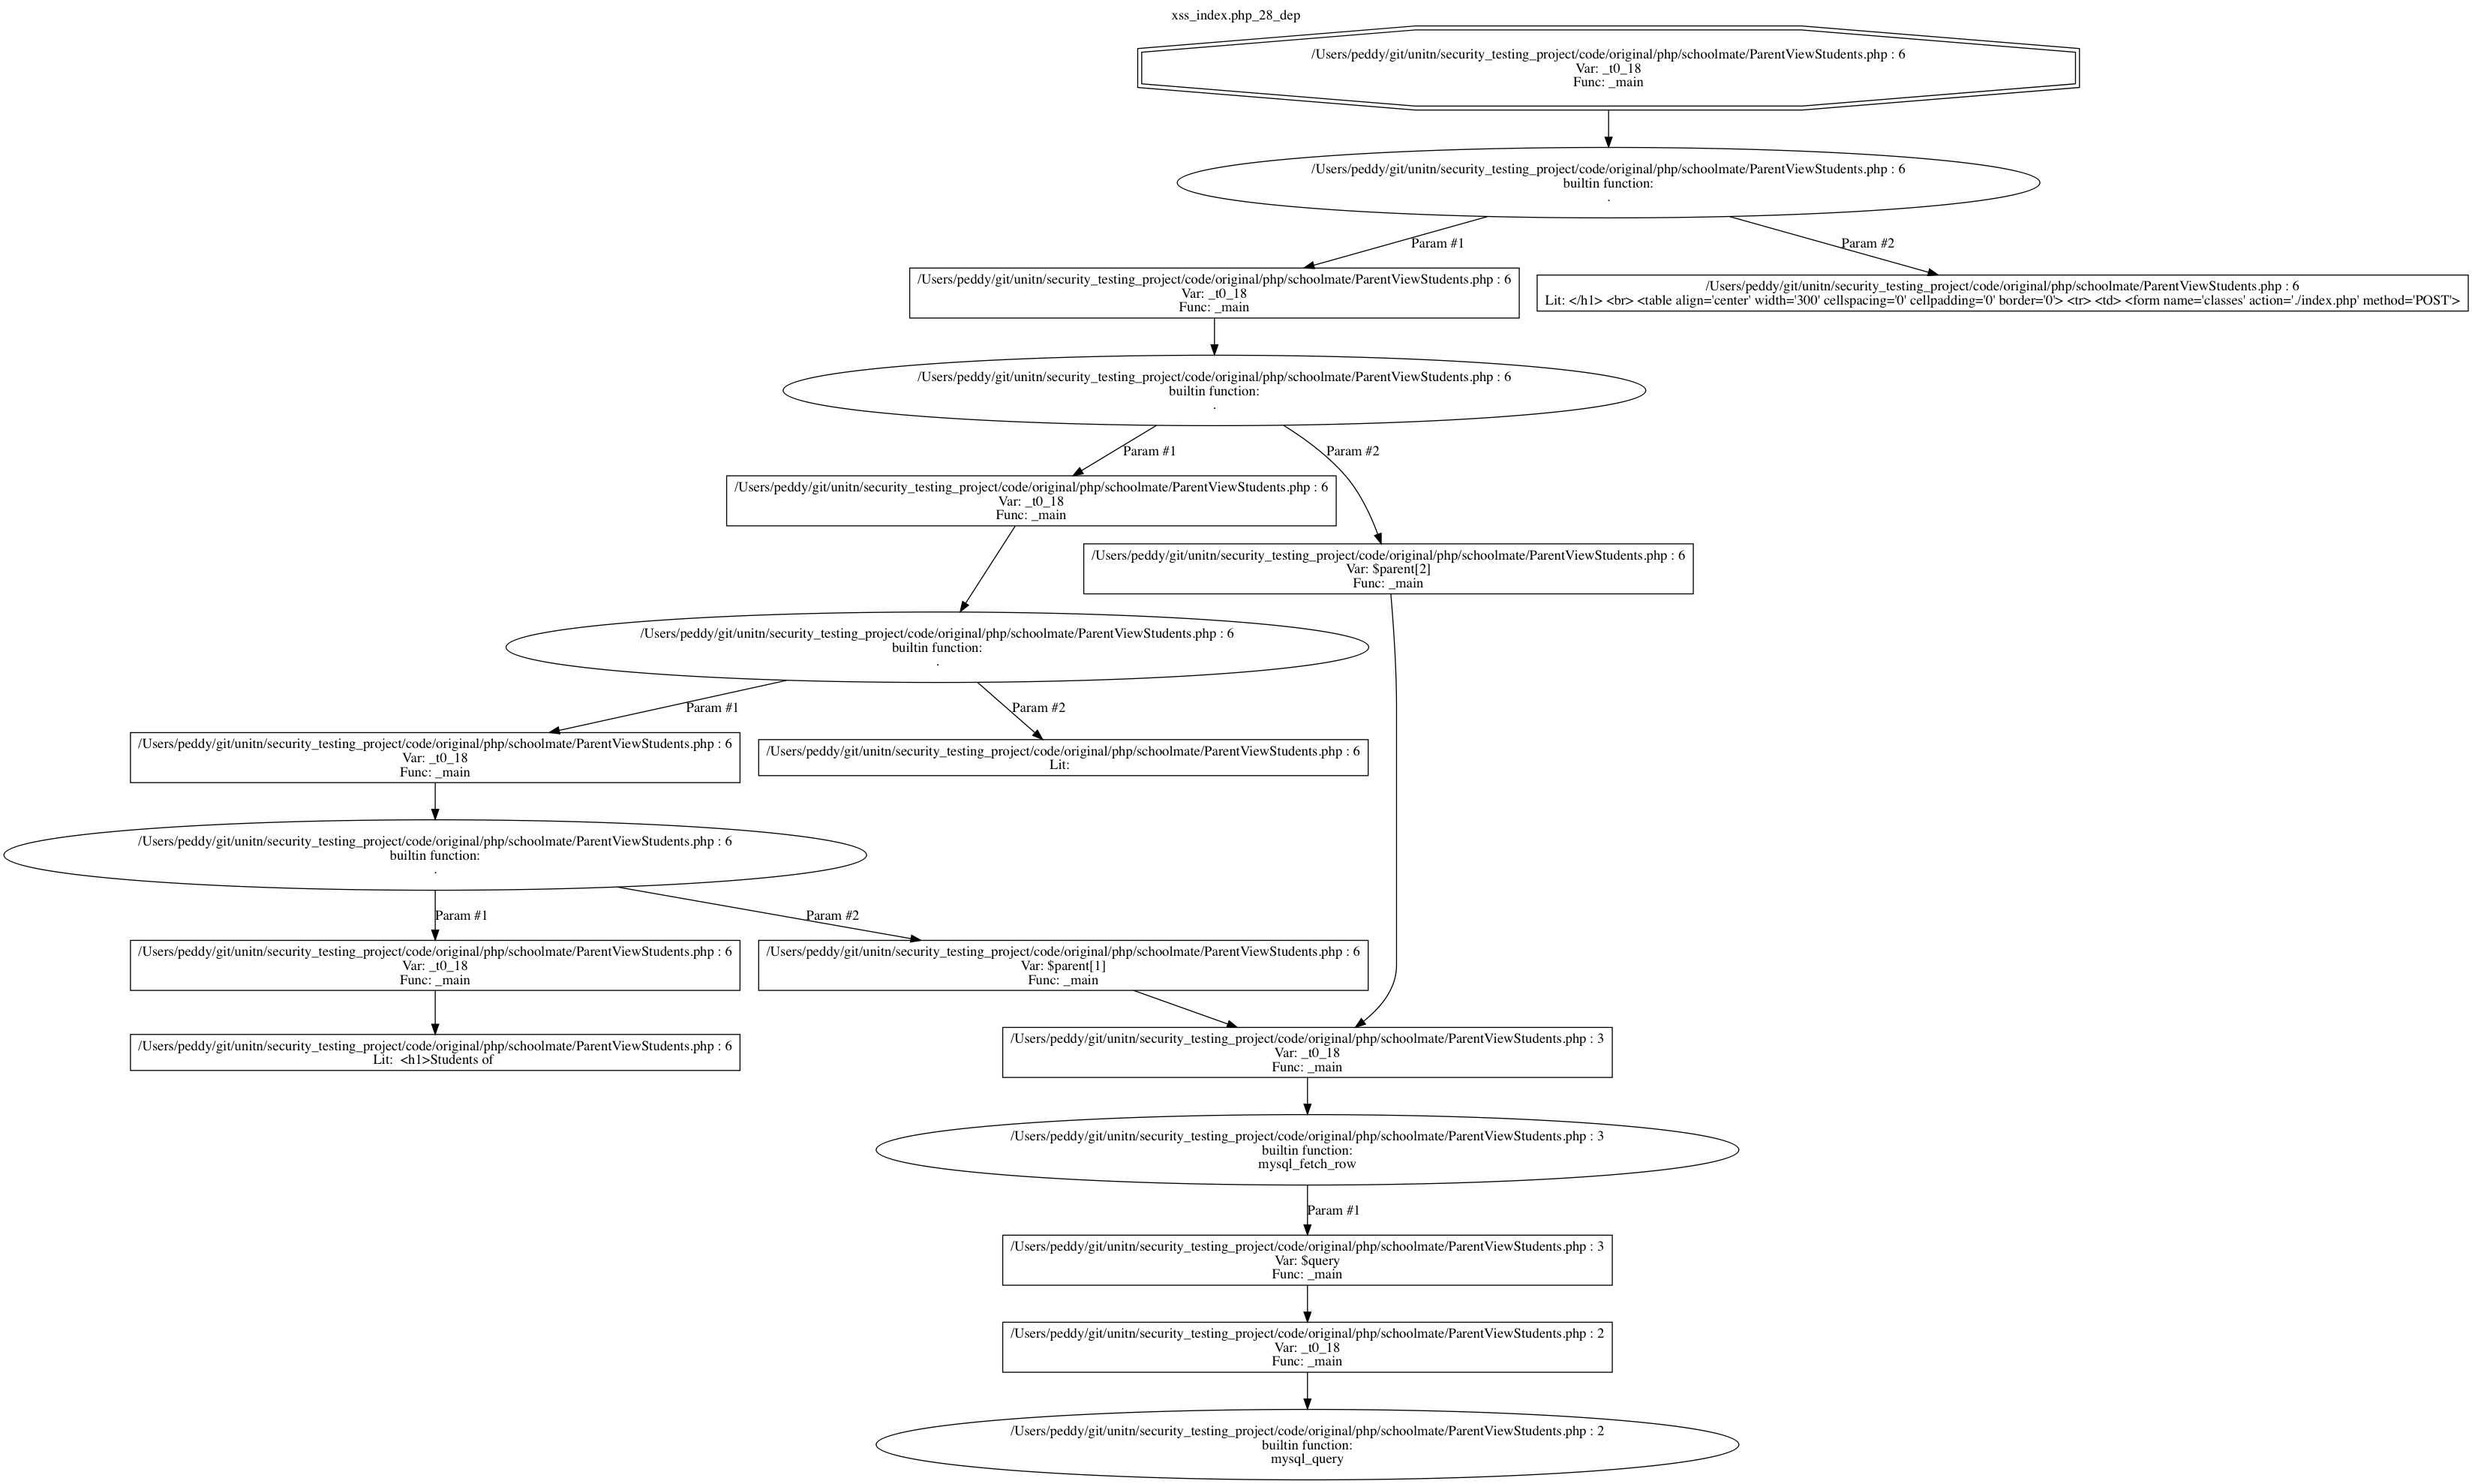 xss_index.php_28_dep
/Users/peddy/git/unitn/security_testing_project/code/original/php/schoolmate/ParentViewStudents.php : 6
Var: _t0_18
Func: _main
/Users/peddy/git/unitn/security_testing_project/code/original/php/schoolmate/ParentViewStudents.php : 6
builtin function:
.
Param #1
Param #2
/Users/peddy/git/unitn/security_testing_project/code/original/php/schoolmate/ParentViewStudents.php : 6
Var: _t0_18
Func: _main
/Users/peddy/git/unitn/security_testing_project/code/original/php/schoolmate/ParentViewStudents.php : 6
Lit: </h1> <br> <table align='center' width='300' cellspacing='0' cellpadding='0' border='0'> <tr> <td> <form name='classes' action='./index.php' method='POST'>
/Users/peddy/git/unitn/security_testing_project/code/original/php/schoolmate/ParentViewStudents.php : 6
builtin function:
.
Param #1
Param #2
/Users/peddy/git/unitn/security_testing_project/code/original/php/schoolmate/ParentViewStudents.php : 6
Var: _t0_18
Func: _main
/Users/peddy/git/unitn/security_testing_project/code/original/php/schoolmate/ParentViewStudents.php : 6
Var: $parent[2]
Func: _main
/Users/peddy/git/unitn/security_testing_project/code/original/php/schoolmate/ParentViewStudents.php : 6
builtin function:
.
Param #1
Param #2
/Users/peddy/git/unitn/security_testing_project/code/original/php/schoolmate/ParentViewStudents.php : 6
Var: _t0_18
Func: _main
/Users/peddy/git/unitn/security_testing_project/code/original/php/schoolmate/ParentViewStudents.php : 6
Lit:
/Users/peddy/git/unitn/security_testing_project/code/original/php/schoolmate/ParentViewStudents.php : 6
builtin function:
.
Param #1
Param #2
/Users/peddy/git/unitn/security_testing_project/code/original/php/schoolmate/ParentViewStudents.php : 6
Var: _t0_18
Func: _main
/Users/peddy/git/unitn/security_testing_project/code/original/php/schoolmate/ParentViewStudents.php : 6
Var: $parent[1]
Func: _main
/Users/peddy/git/unitn/security_testing_project/code/original/php/schoolmate/ParentViewStudents.php : 6
Lit:  <h1>Students of
/Users/peddy/git/unitn/security_testing_project/code/original/php/schoolmate/ParentViewStudents.php : 3
Var: _t0_18
Func: _main
/Users/peddy/git/unitn/security_testing_project/code/original/php/schoolmate/ParentViewStudents.php : 3
builtin function:
mysql_fetch_row
Param #1
/Users/peddy/git/unitn/security_testing_project/code/original/php/schoolmate/ParentViewStudents.php : 3
Var: $query
Func: _main
/Users/peddy/git/unitn/security_testing_project/code/original/php/schoolmate/ParentViewStudents.php : 2
Var: _t0_18
Func: _main
/Users/peddy/git/unitn/security_testing_project/code/original/php/schoolmate/ParentViewStudents.php : 2
builtin function:
mysql_query